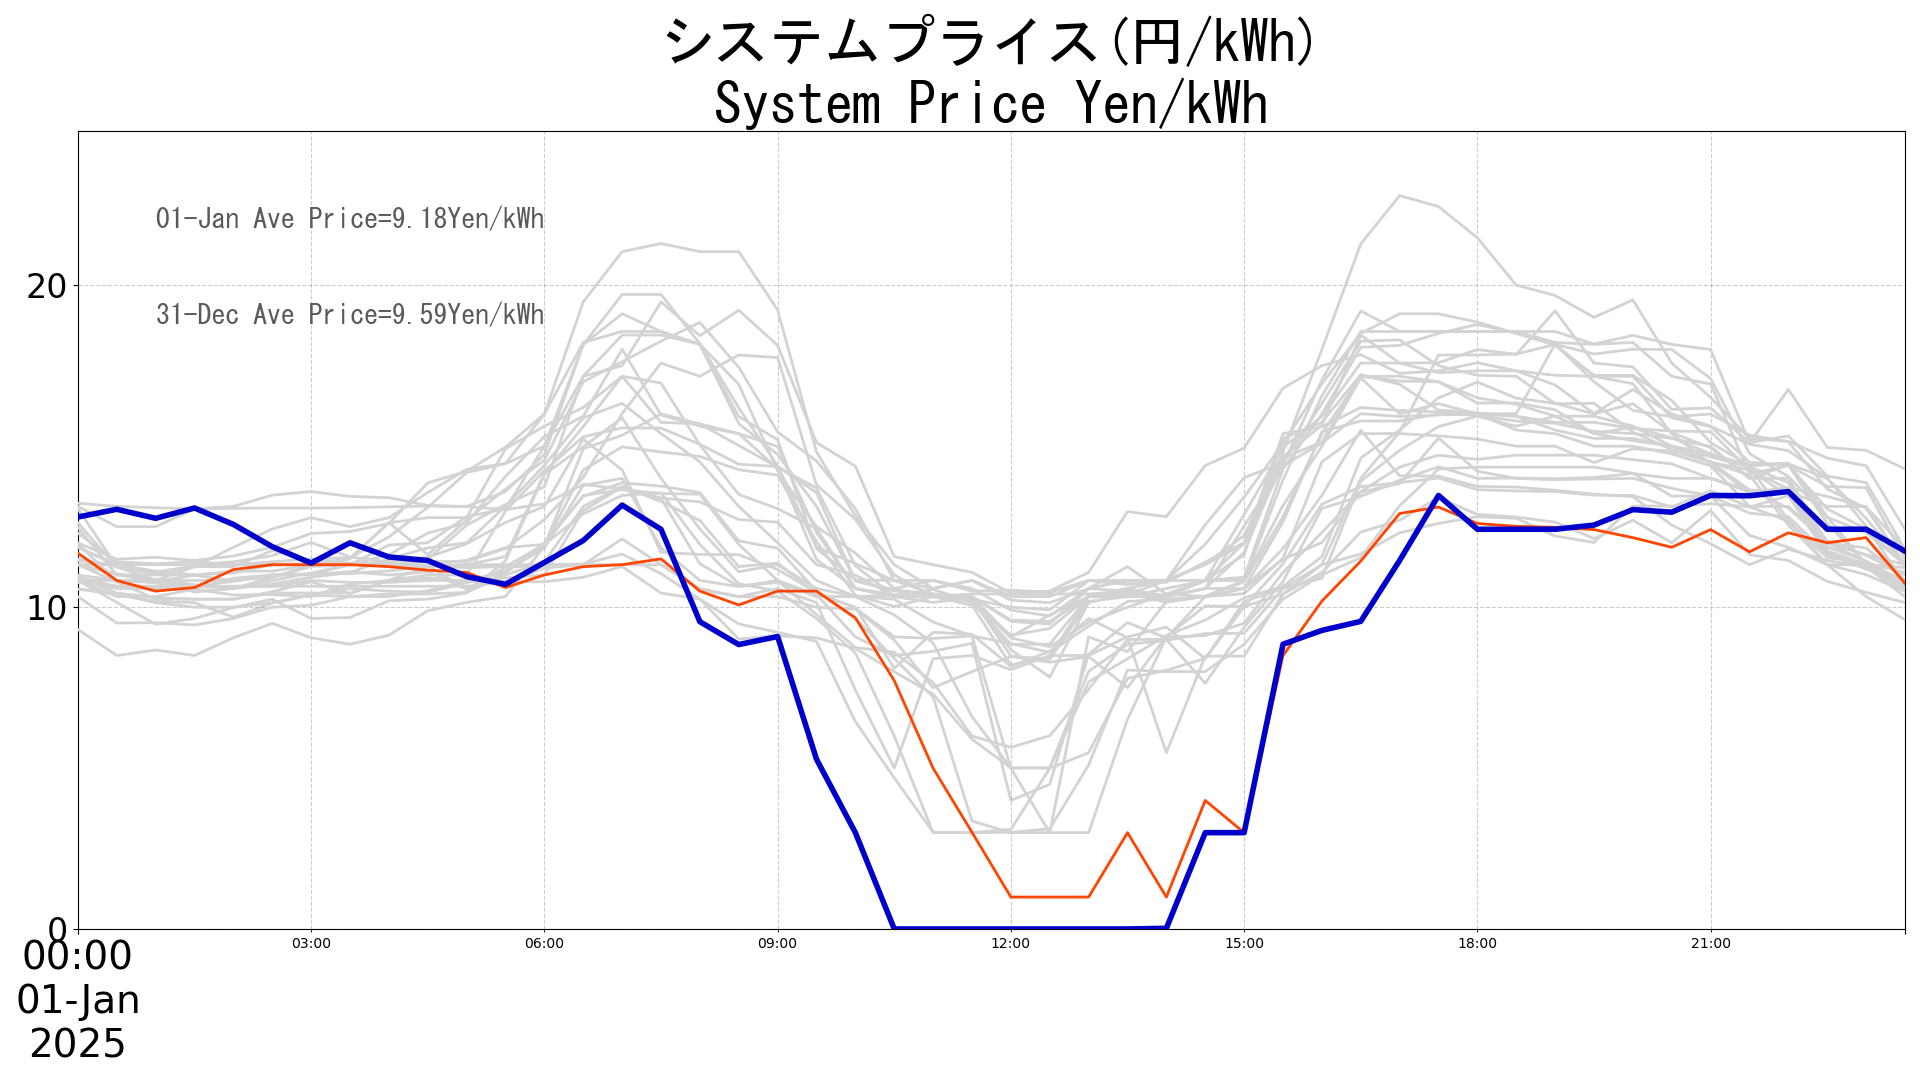 システムプライス(円/kWh)
System Price Yen/kWh
01-Jan Ave Price=9.18Yen/kWh
20
31-Dec Ave Price=9.59Yen/kWh
10
0
00:00 03:00 06:00 09:00 12:00 15:00 18:00 21:00
01-Jan
2025